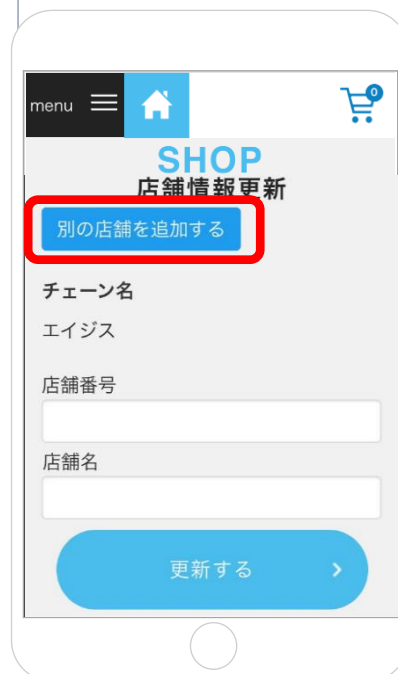 menu
0
SHOP
店舗情報更新
別の店舗を追加する
チェーン名
エイジス
店舗番号
店舗名
更新する